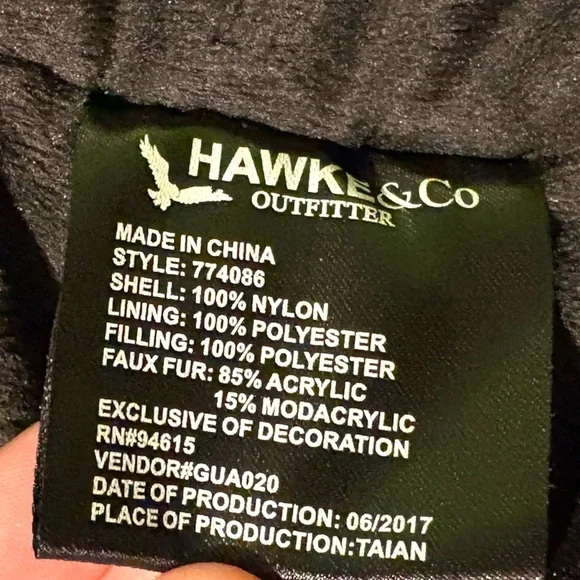 HAWKE&Co
OUTFITTER
MADE IN CHINA
STYLE: 774086
SHELL: 100% NYLON
LINING: 100% POLYESTER
FILLING: 100% POLYESTER
FAUX FUR: 85% ACRYLIC
15% MODACRYLIC
EXCLUSIVE OF DECORATION
RN#94615
VENDOR#GUA020
DATE OF PRODUCTION: 06/2017
PLACE OF PRODUCTION:TAIAN